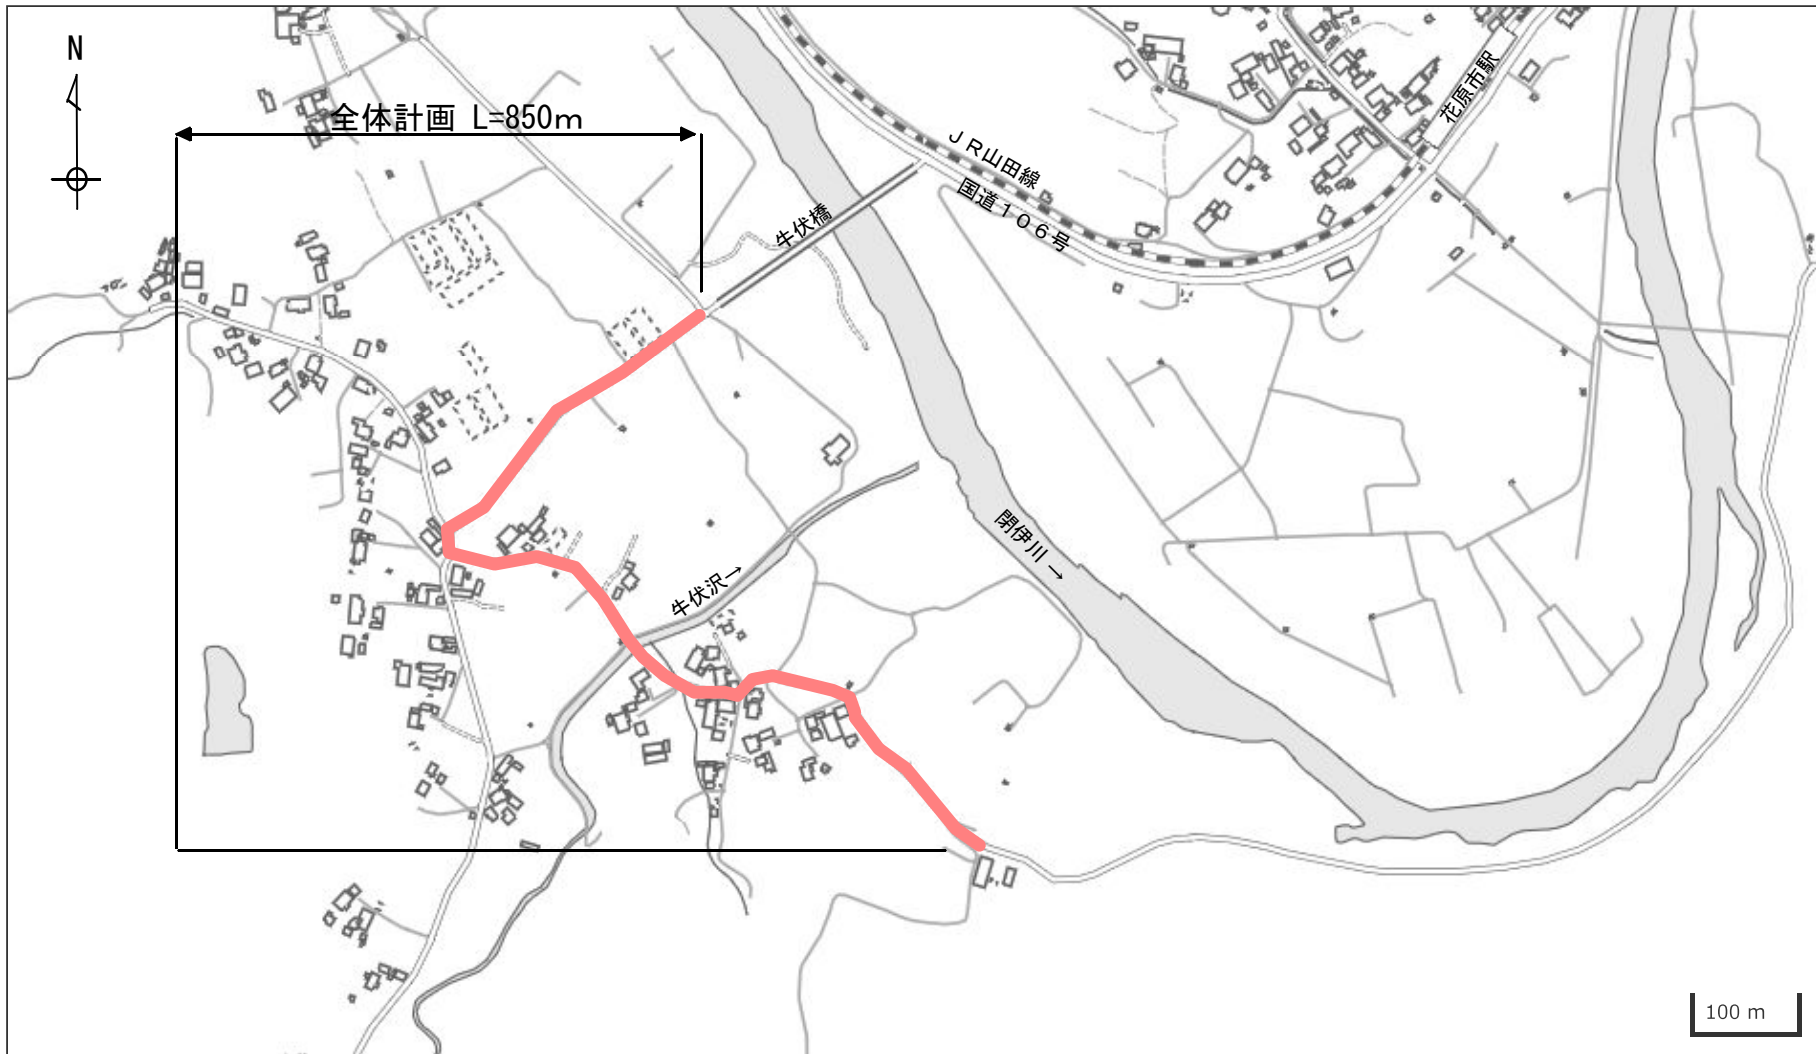 N
全体計画 L=850m
花原市駅
JR山田線
国道106号
牛伏橋
閉伊川→
牛伏沢→
100 m